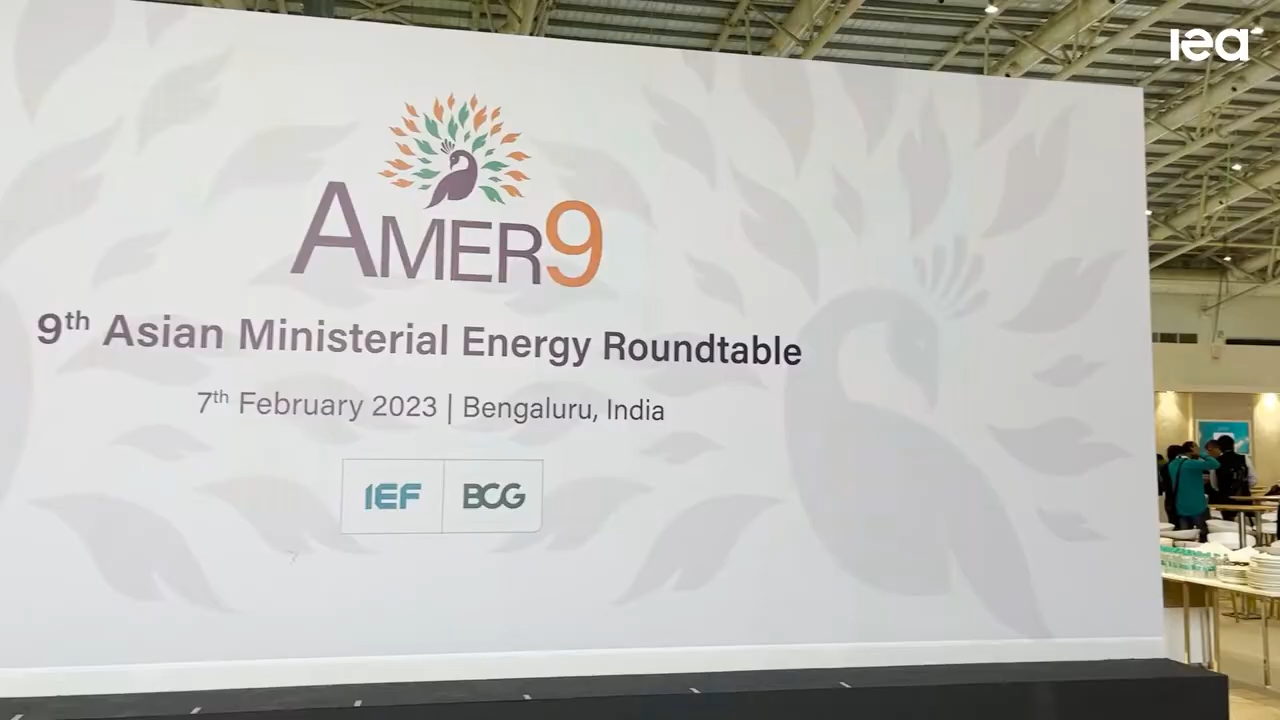 iea
AMER9
9th Asian Ministerial Energy Roundtable
7th February 2023 | Bengaluru, India
IEF BCG